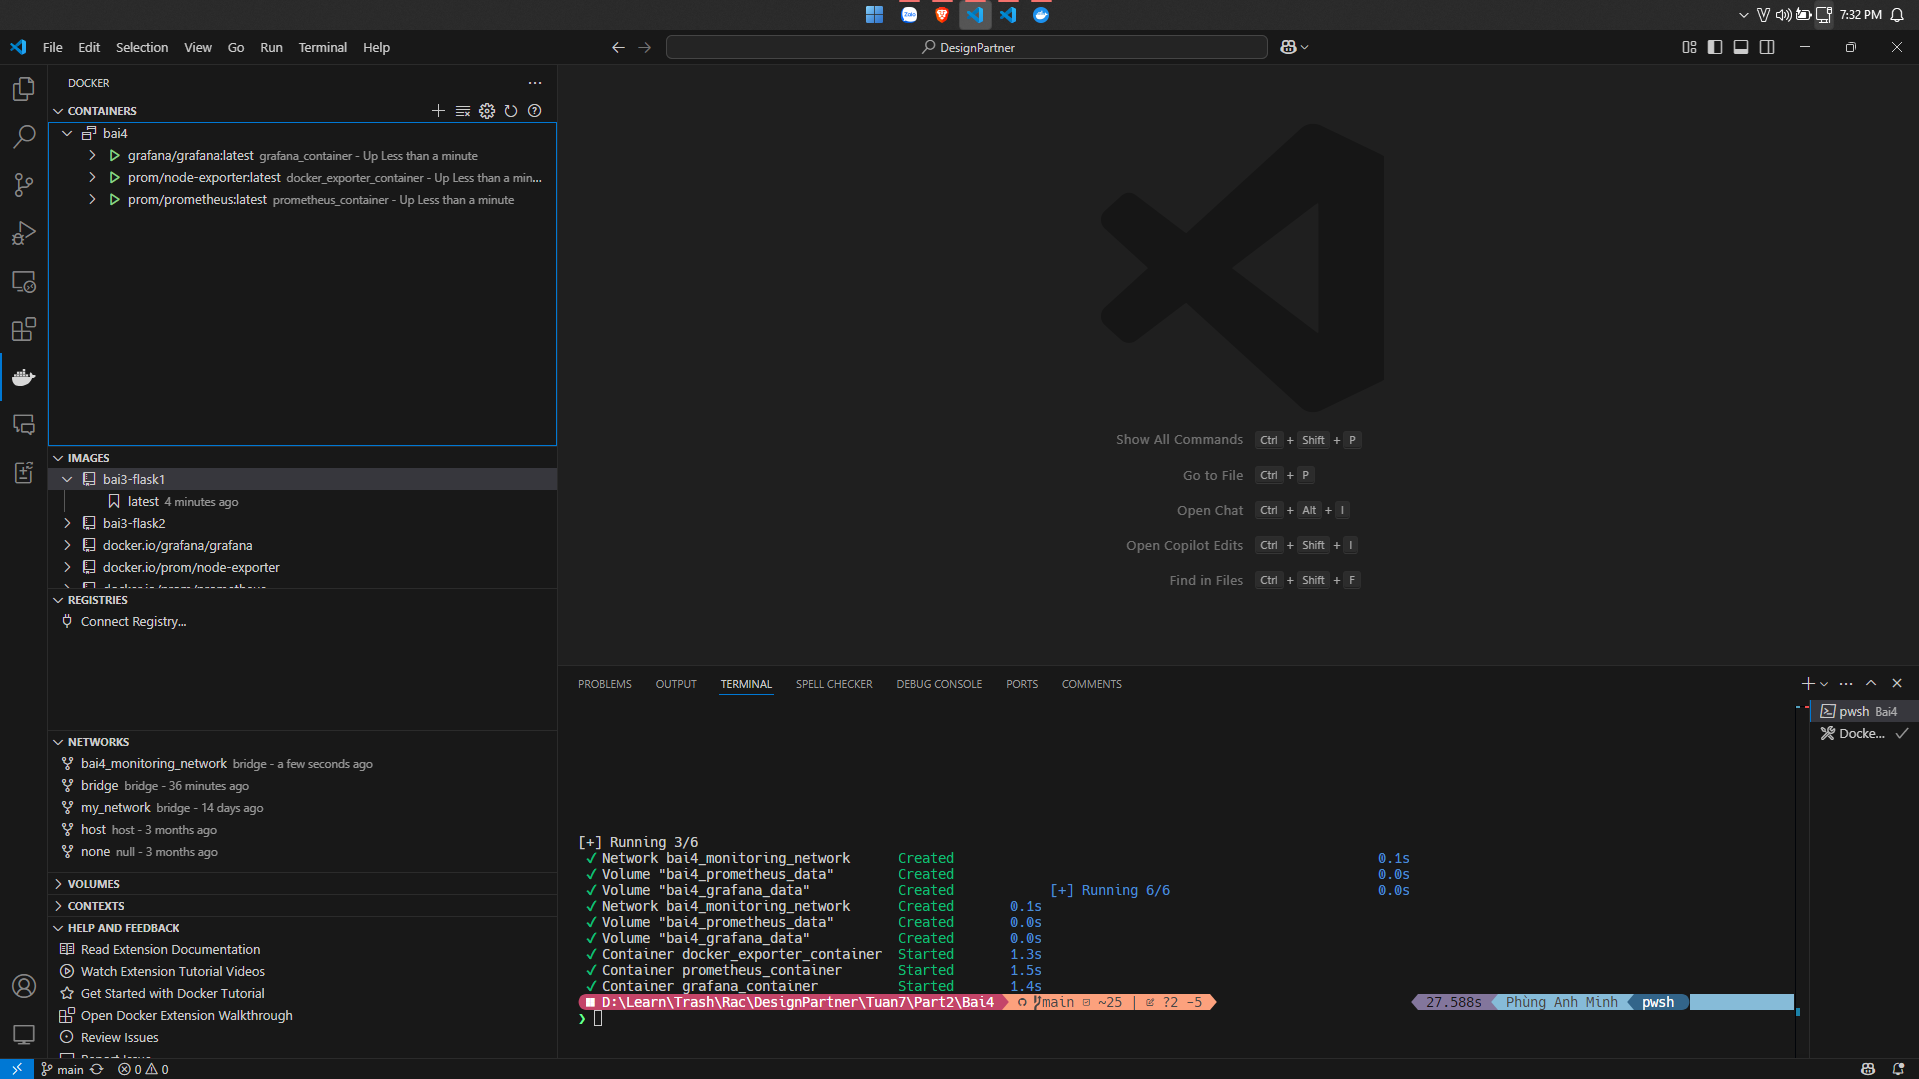 Zalo
7:32 PM
File Edit Selection View Go Run Terminal Help
DesignPartner
DOCKER
CONTAINERS
bai4
grafana/grafana:latest grafana_container - Up Less than a minute
prom/node-exporter:latest docker_exporter_container - Up Less than a min...
prom/prometheus:latest prometheus_container - Up Less than a minute
IMAGES
bai3-flask1
latest 4 minutes ago
bai3-flask2
docker.io/grafana/grafana
docker.io/prom/node-exporter
docker.io/prom/prometheus
REGISTRIES
Connect Registry...
NETWORKS
bai4_monitoring_network bridge - a few seconds ago
bridge bridge - 36 minutes ago
my_network bridge - 14 days ago
host host - 3 months ago
none null - 3 months ago
VOLUMES
CONTEXTS
HELP AND FEEDBACK
Read Extension Documentation
Watch Extension Tutorial Videos
Get Started with Docker Tutorial
Open Docker Extension Walkthrough
Review Issues
Report Issue
main 0 0
Show All Commands Ctrl + Shift + P
Go to File Ctrl + P
Open Chat Ctrl + Alt + I
Open Copilot Edits Ctrl + Shift + I
Find in Files Ctrl + Shift + F
PROBLEMS OUTPUT TERMINAL SPELL CHECKER DEBUG CONSOLE PORTS COMMENTS
pwsh Bai4
Docke...
[+] Running 3/6
✓ Network bai4_monitoring_network Created 0.1s
✓ Volume "bai4_prometheus_data" Created 0.0s
✓ Volume "bai4_grafana_data" Created [+] Running 6/6 0.0s
✓ Network bai4_monitoring_network Created 0.1s
✓ Volume "bai4_prometheus_data" Created 0.0s
✓ Volume "bai4_grafana_data" Created 0.0s
✓ Container docker_exporter_container Started 1.3s
✓ Container prometheus_container Started 1.5s
✓ Container grafana_container Started 1.4s
D:\Learn\Trash\Rac\DesignPartner\Tuan7\Part2\Bai4 main ~25 | ?2 -5 27.588s Phùng Anh Minh pwsh
❯